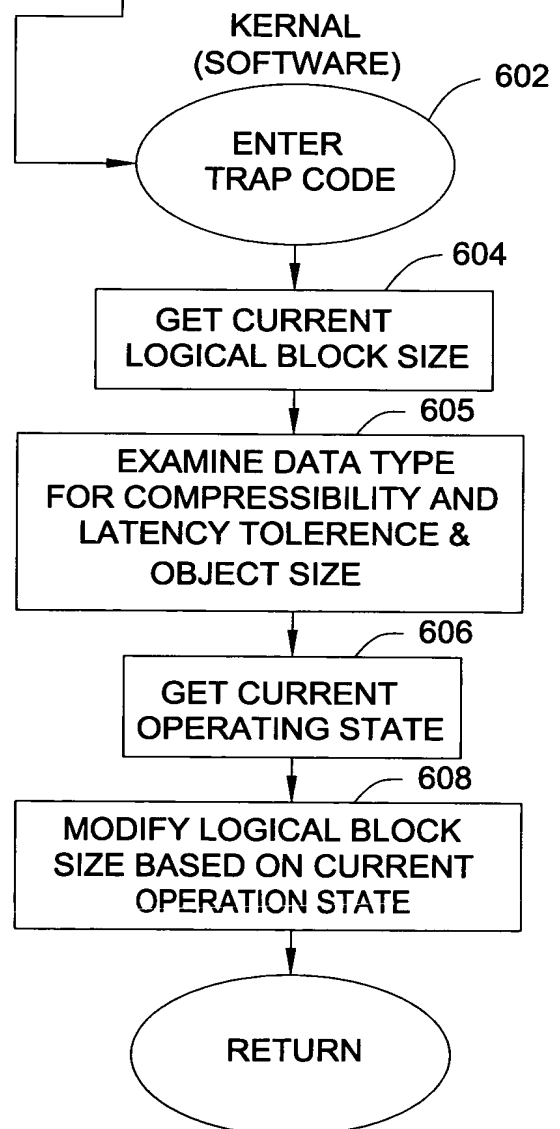 KERNAL
(SOFTWARE)
602
ENTER
TRAP CODE
604
GET CURRENT
LOGICAL BLOCK SIZE
605
EXAMINE DATA TYPE
FOR COMPRESSIBILITY AND
LATENCY TOLERENCE &
OBJECT SIZE
606
GET CURRENT
OPERATING STATE
608
MODIFY LOGICAL BLOCK
SIZE BASED ON CURRENT
OPERATION STATE
RETURN